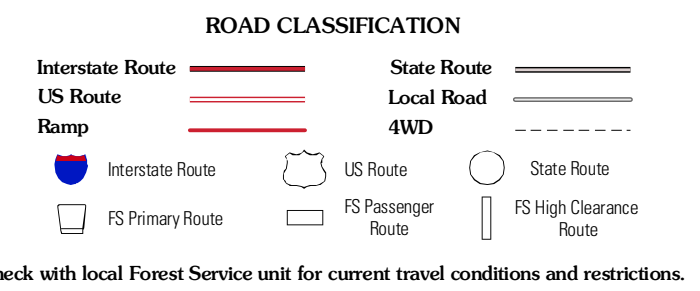 ROAD CLASSIFICATION
Interstate Route
State Route
US Route
Local Road
Ramp
4WD
Interstate Route
US Route
State Route
FS Primary Route
FS Passenger
Route
FS High Clearance
Route
heck with local Forest Service unit for current travel conditions and restrictions.